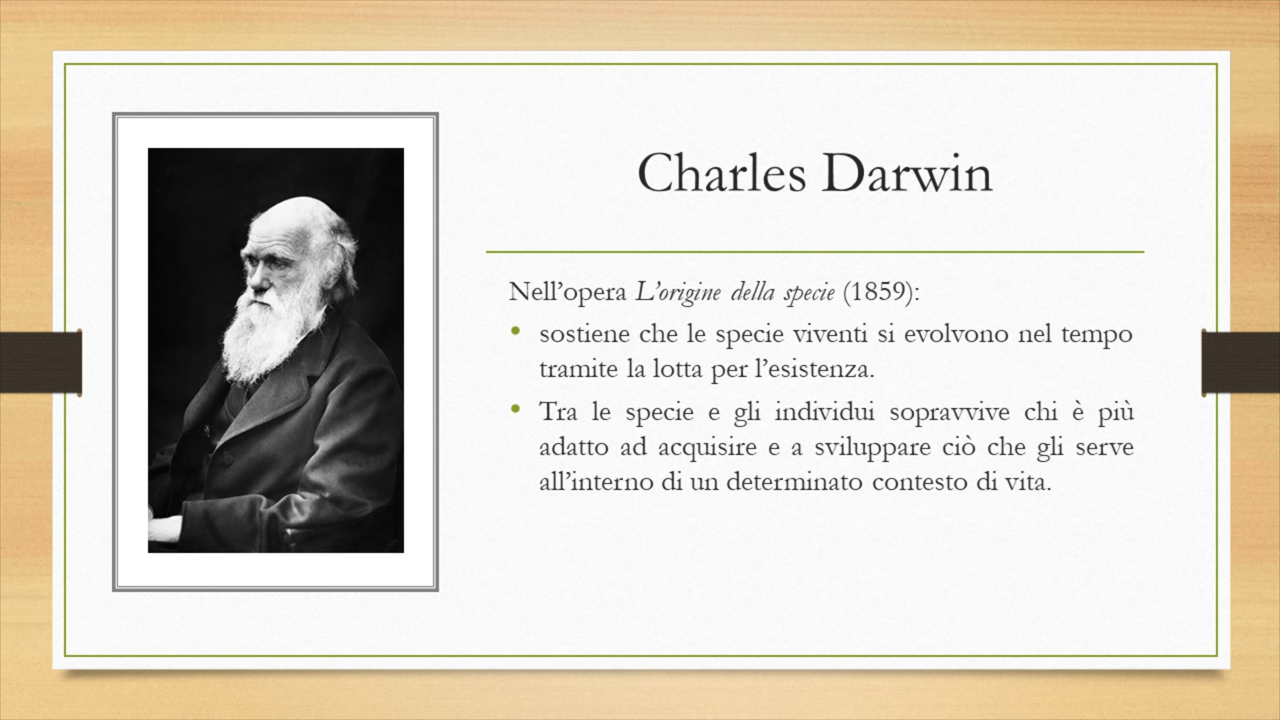 Charles Darwin
Nell’opera L’origine della specie (1859):
• sostiene che le specie viventi si evolvono nel tempo
tramite la lotta per l’esistenza.
• Tra le specie e gli individui sopravvive chi è più
adatto ad acquisire e a sviluppare ciò che gli serve
all’interno di un determinato contesto di vita.